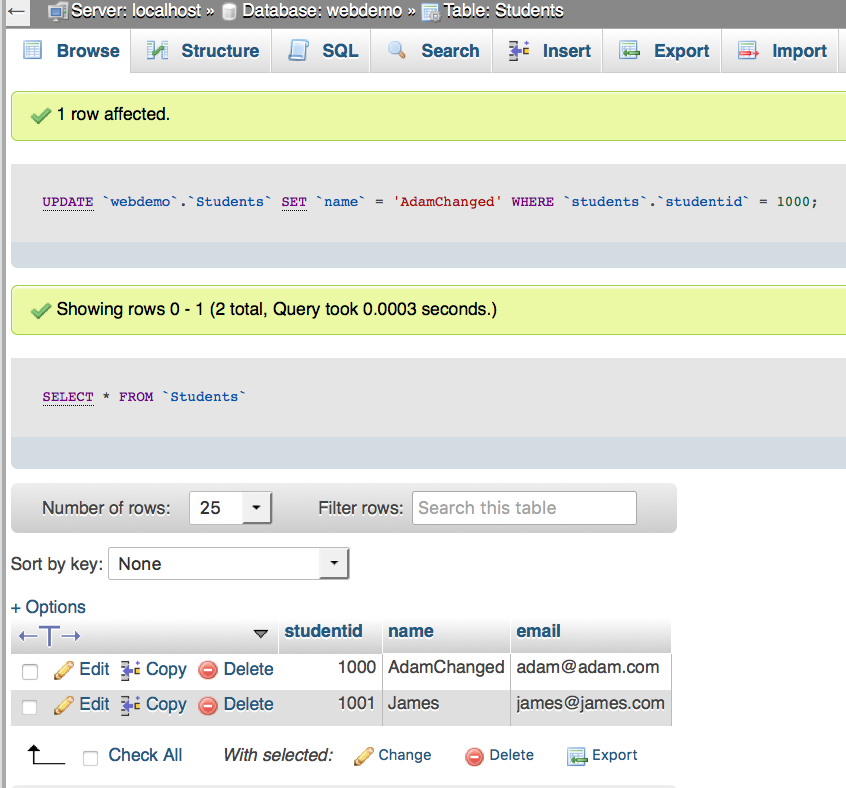 Server: localhost » Database: webdemo » Table: Students
Browse Structure SQL Search Insert Export Import
1 row affected.
UPDATE `webdemo`.`Students` SET `name` = 'AdamChanged' WHERE `students`.`studentid` = 1000;
Showing rows 0 - 1 (2 total, Query took 0.0003 seconds.)
SELECT * FROM `Students`
Number of rows: 25 Filter rows: Search this table
Sort by key: None
+ Options
←T→ studentid name email
Edit Copy Delete 1000 AdamChanged adam@adam.com
Edit Copy Delete 1001 James james@james.com
Check All With selected: Change Delete Export